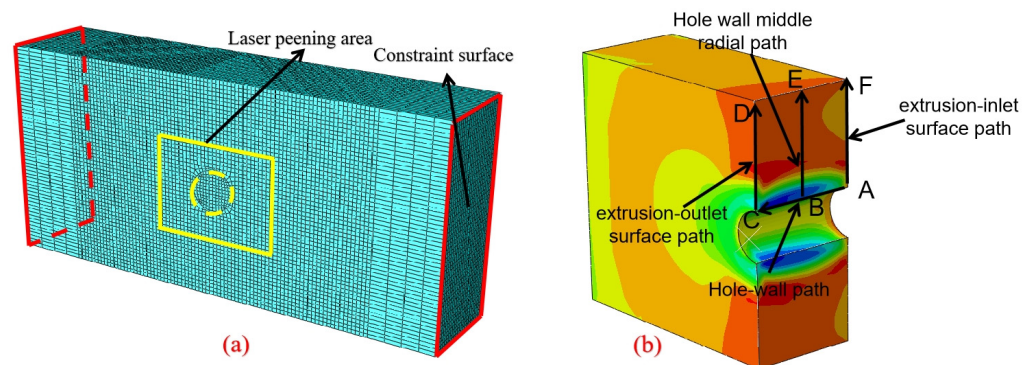 Laser peening area
Constraint surface
(a)
Hole wall middle
radial path
E
F
D
extrusion-inlet
surface path
A
B
C
extrusion-outlet
surface path
Hole-wall path
(b)